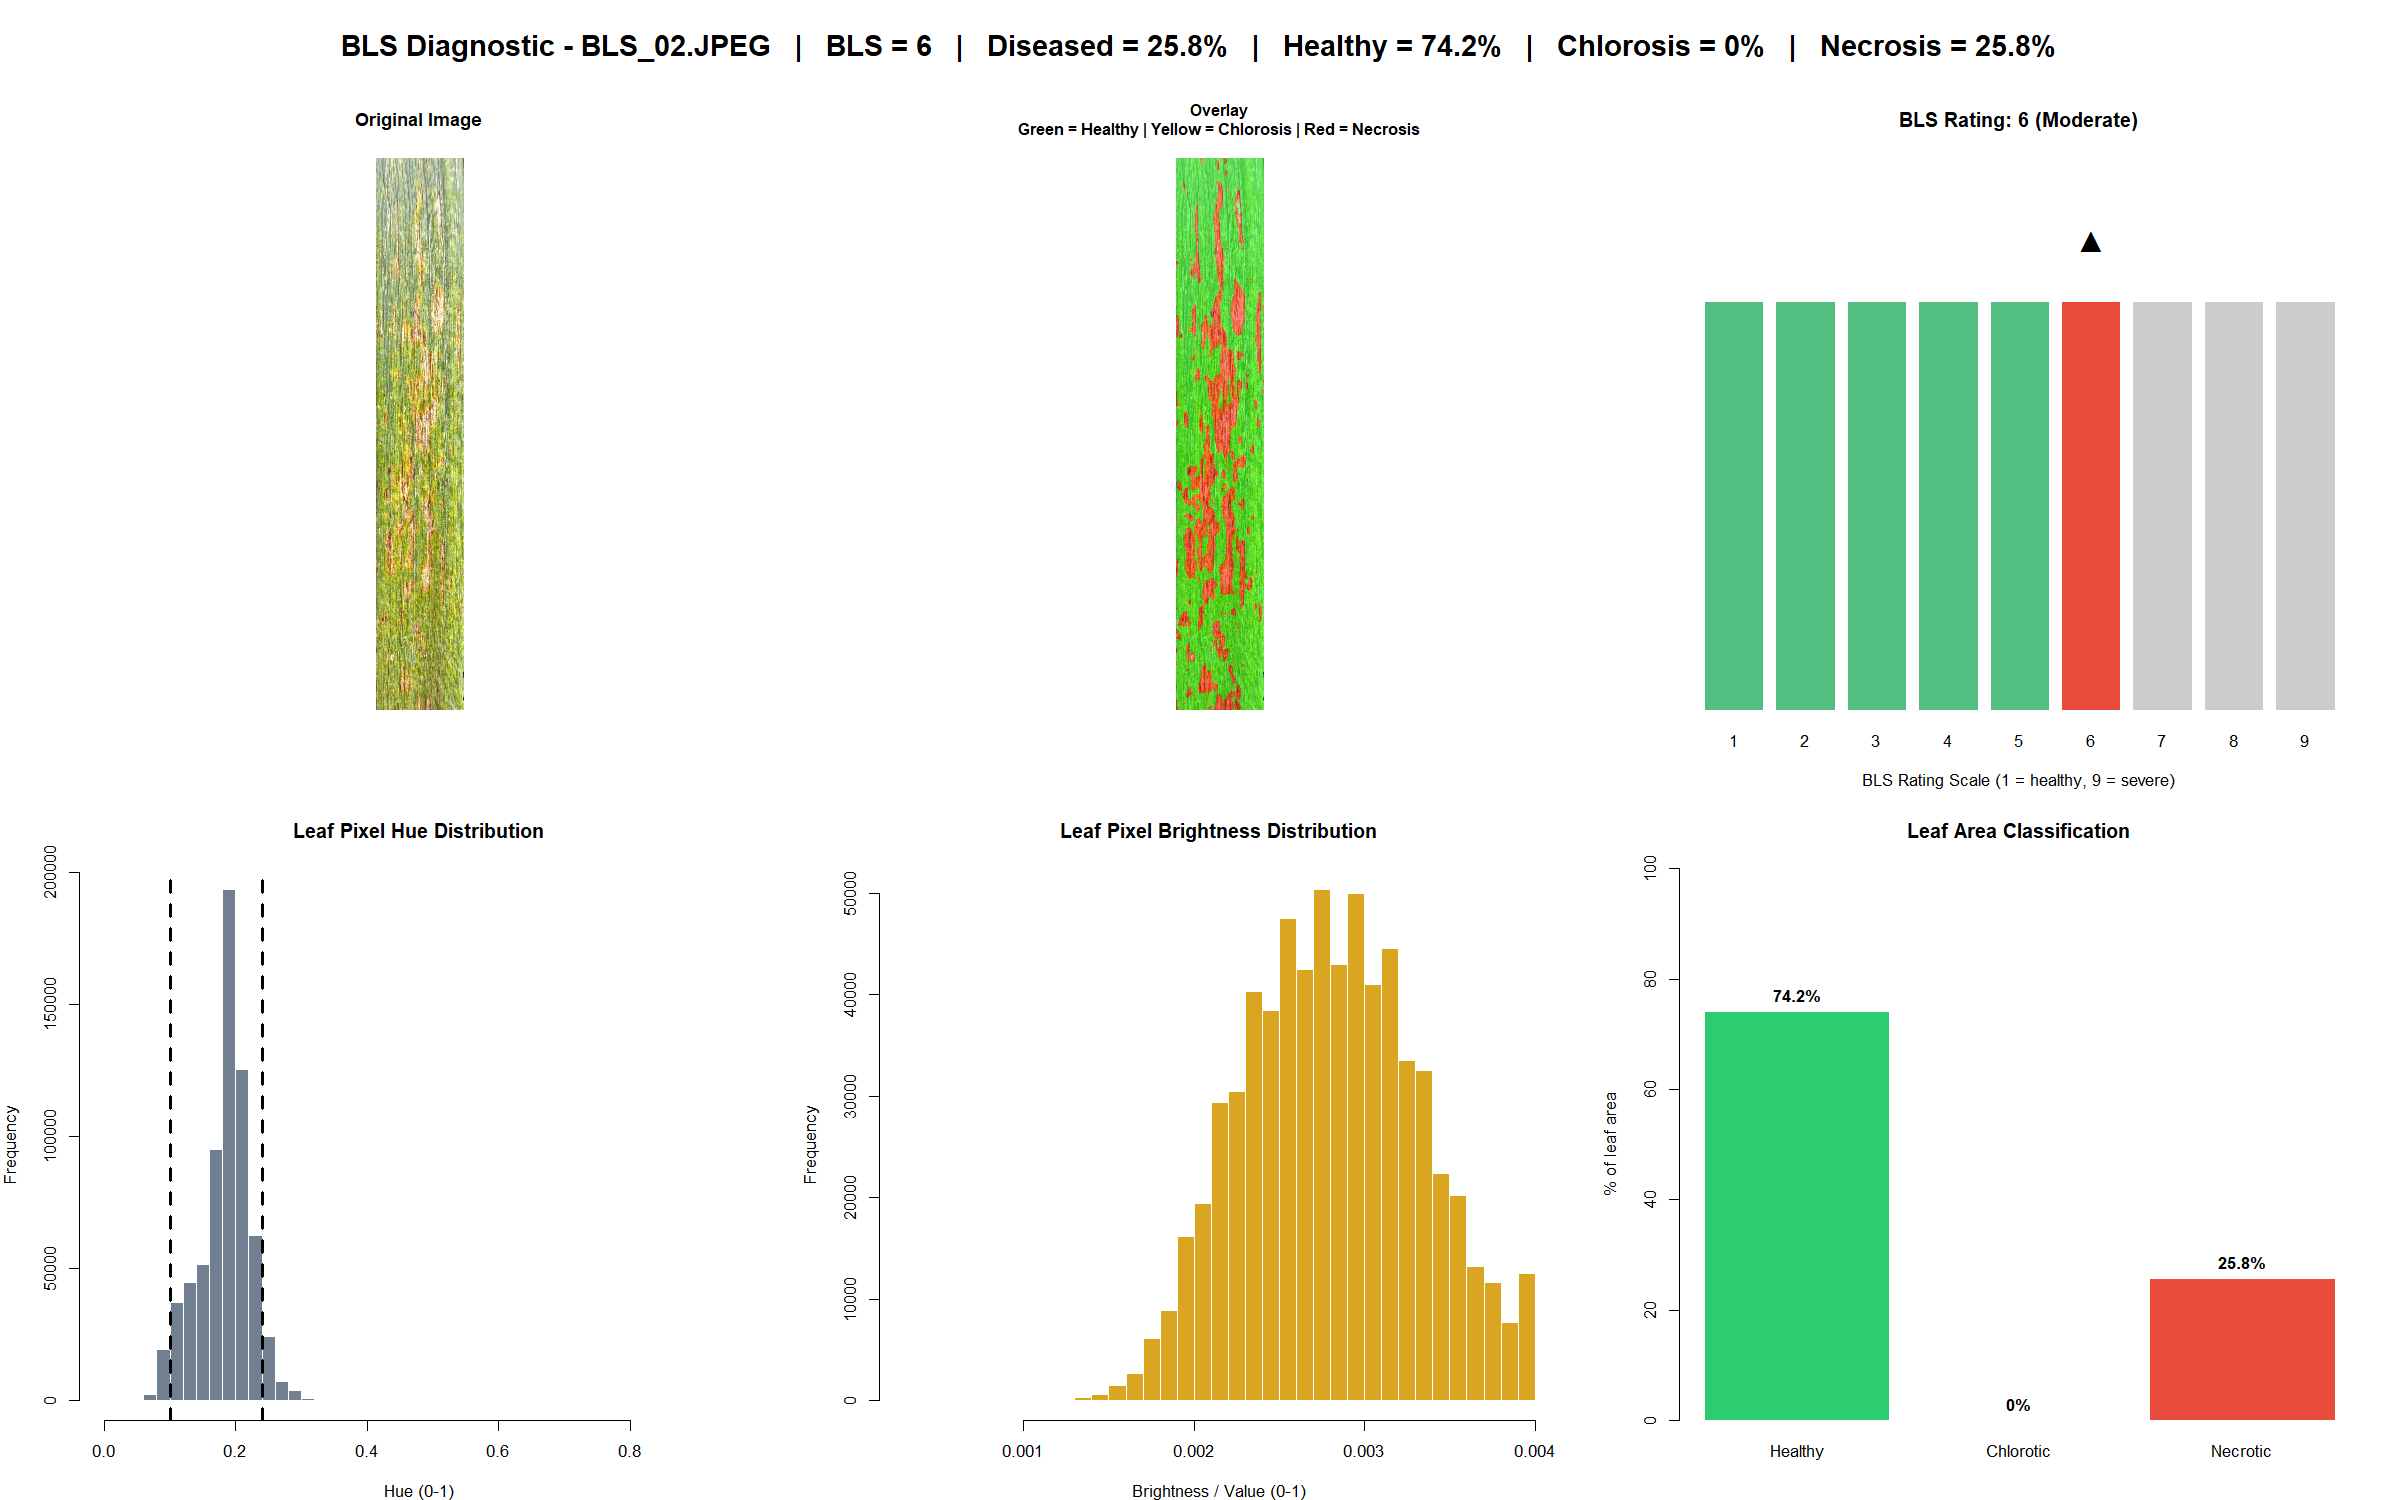 BLS Diagnostic - BLS_02.JPEG | BLS = 6 | Diseased = 25.8% | Healthy = 74.2% | Chlorosis = 0% | Necrosis = 25.8%
Original Image
Overlay
Green = Healthy | Yellow = Chlorosis | Red = Necrosis
BLS Rating: 6 (Moderate)
▲
1 2 3 4 5 6 7 8 9
BLS Rating Scale (1 = healthy, 9 = severe)
Leaf Pixel Hue Distribution
Frequency
200000
150000
100000
50000
0
0.0 0.2 0.4 0.6 0.8
Hue (0-1)
Leaf Pixel Brightness Distribution
Frequency
50000
40000
30000
20000
10000
0
0.001 0.002 0.003 0.004
Brightness / Value (0-1)
Leaf Area Classification
% of leaf area
100
80
60
40
20
0
74.2%
0%
25.8%
Healthy Chlorotic Necrotic